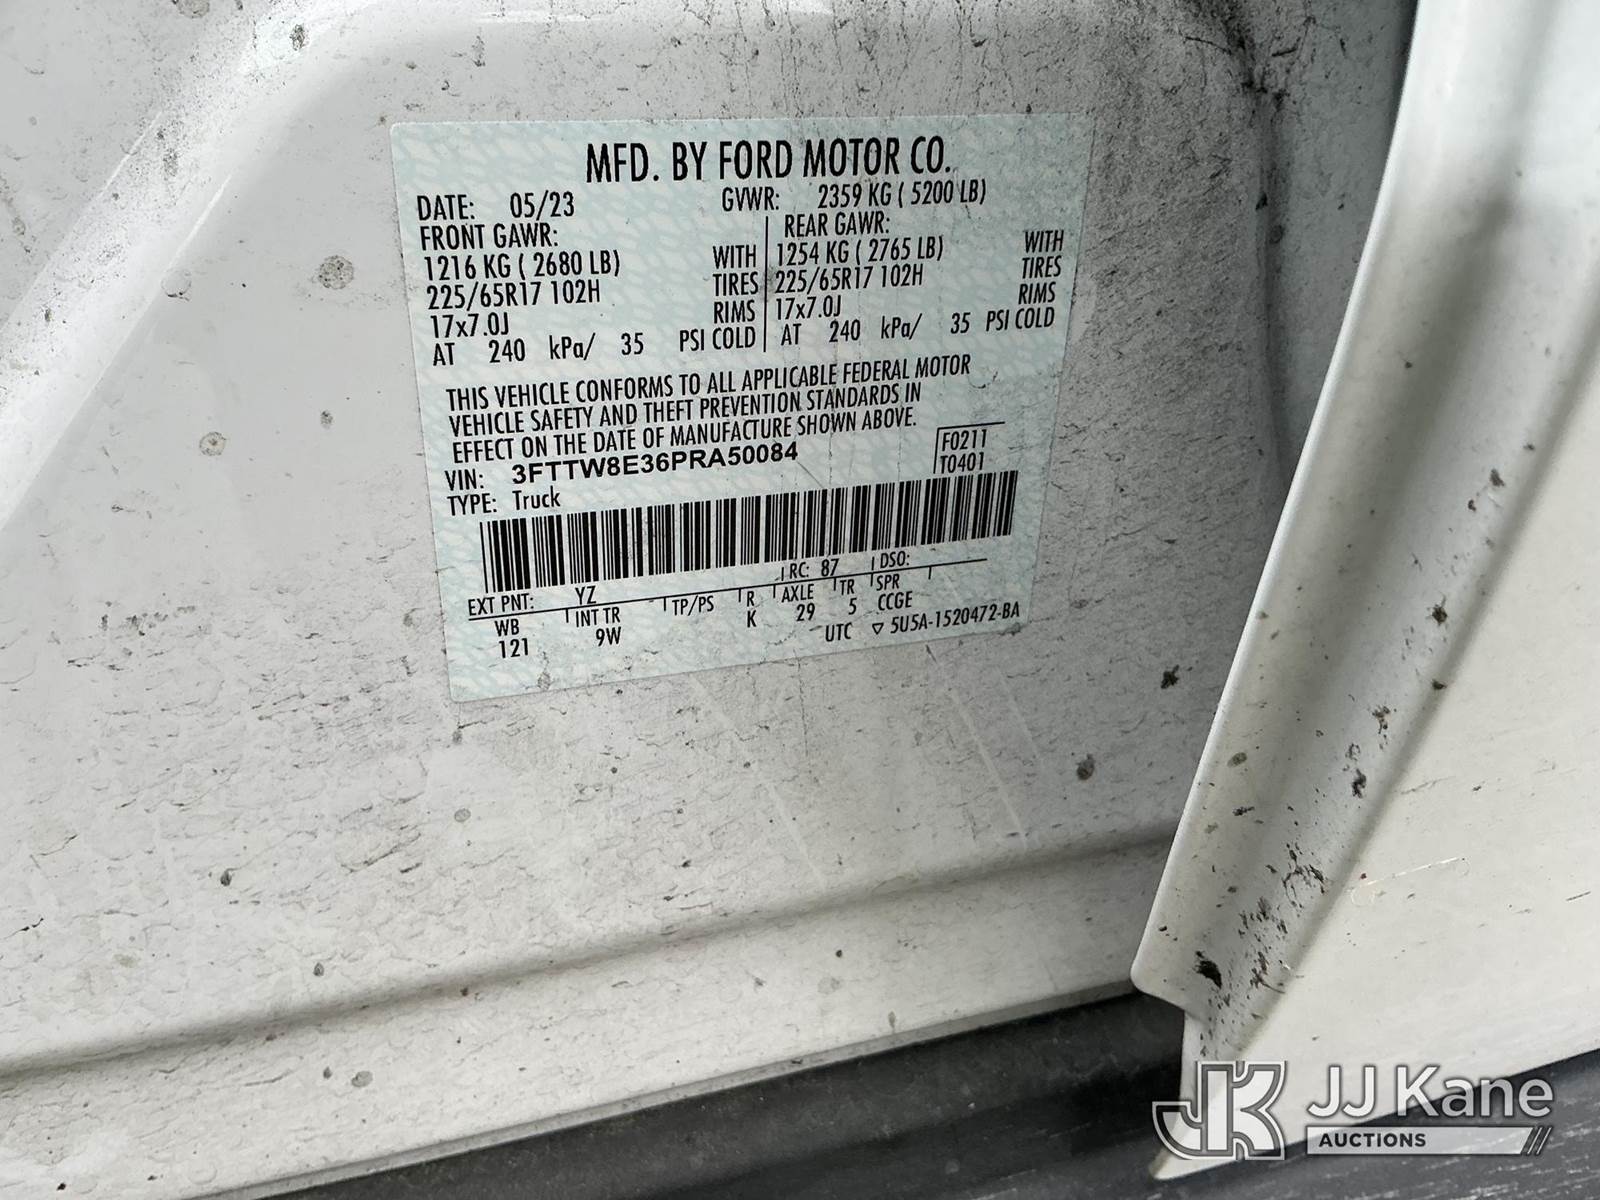 MFD. BY FORD MOTOR CO.
DATE: 05/23 GVWR: 2359 KG ( 5200 LB)
FRONT GAWR: REAR GAWR:
1216 KG ( 2680 LB) WITH 1254 KG ( 2765 LB) WITH
225/65R17 102H TIRES 225/65R17 102H TIRES
17x7.0J RIMS 17x7.0J RIMS
AT 240 kPa/ 35 PSI COLD AT 240 kPa/ 35 PSI COLD
THIS VEHICLE CONFORMS TO ALL APPLICABLE FEDERAL MOTOR
VEHICLE SAFETY AND THEFT PREVENTION STANDARDS IN
EFFECT ON THE DATE OF MANUFACTURE SHOWN ABOVE.
VIN: 3FTTW8E36PRA50084 F0211
TYPE: Truck T0401
EXT PNT: YZ RC: 87 DSO:
WB INT TR TP/PS R AXLE TR SPR
121 9W K 29 5 CCGE
UTC ▽ 5U5A-1520472-BA
JK JJ Kane
AUCTIONS